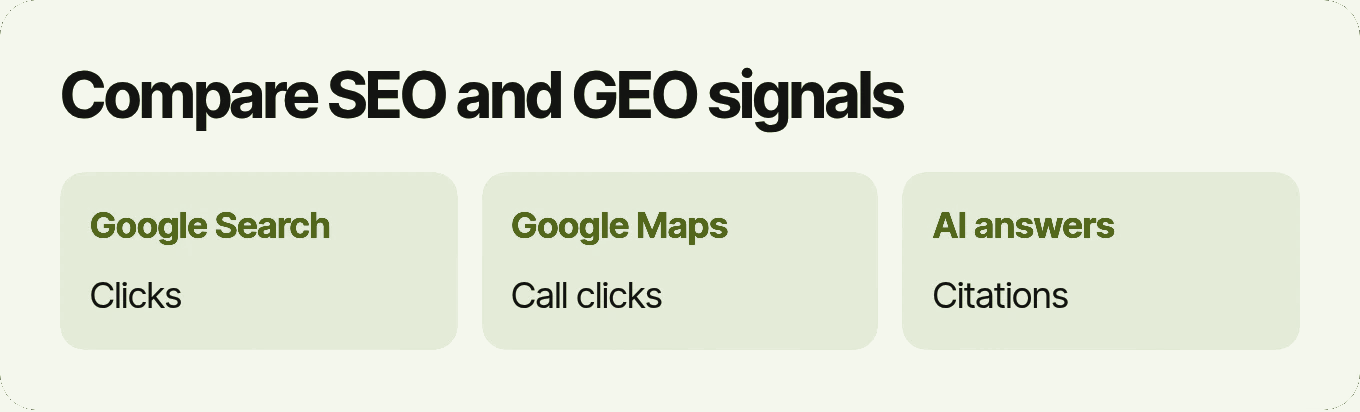 Compare SEO and GEO signals
Google Search
Clicks
Google Maps
Call clicks
AI answers
Citations